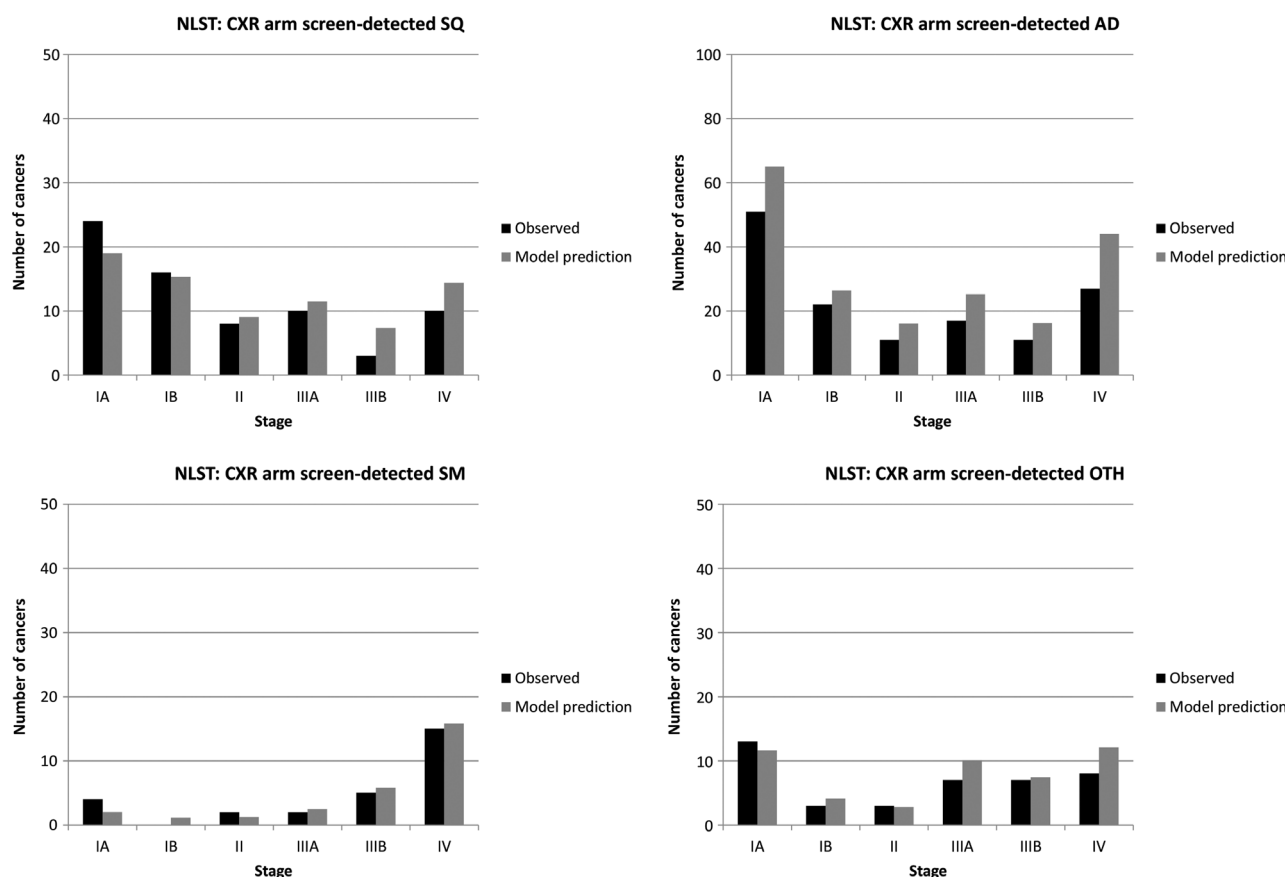 NLST: CXR arm screen-detected SQ
50
40
30
20
10
0
Number of cancers
IA IB II IIIA IIIB IV
Stage
Observed
Model prediction
NLST: CXR arm screen-detected AD
100
80
60
40
20
0
Number of cancers
IA IB II IIIA IIIB IV
Stage
Observed
Model prediction
NLST: CXR arm screen-detected SM
50
40
30
20
10
0
Number of cancers
IA IB II IIIA IIIB IV
Stage
Observed
Model prediction
NLST: CXR arm screen-detected OTH
50
40
30
20
10
0
Number of cancers
IA IB II IIIA IIIB IV
Stage
Observed
Model prediction